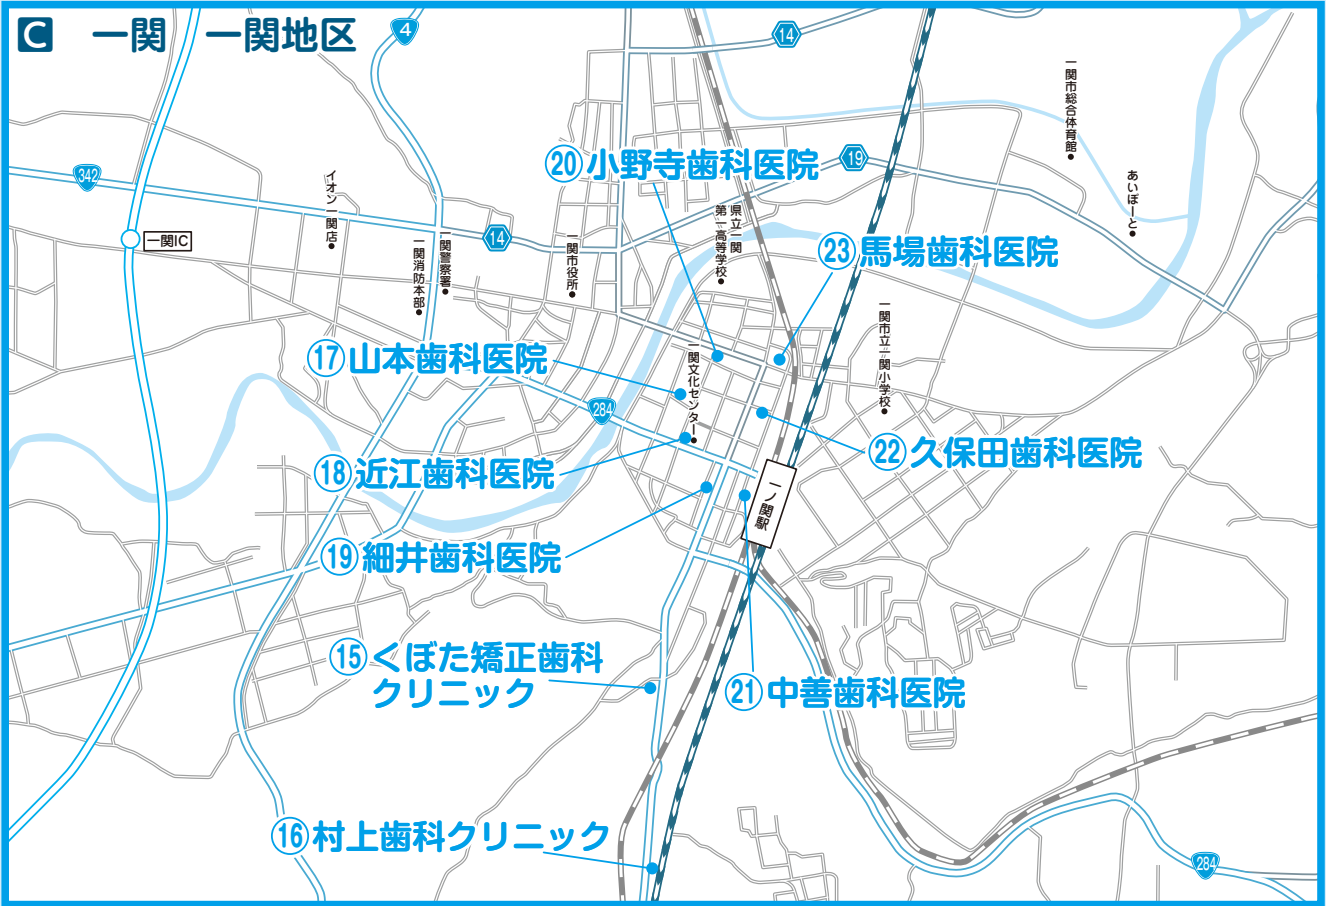 C 一関 一関地区
4
14
342
イオン一関店
一関IC
一関消防本部
一関警察署
14
一関市役所
⑳小野寺歯科医院
19
一関市総合体育館
あいぽーと
県立一関
第一高等学校
㉓馬場歯科医院
一関市立一関小学校
⑰山本歯科医院
一関文化センター
284
㉒久保田歯科医院
⑱近江歯科医院
一ノ関駅
⑲細井歯科医院
⑮くぼた矯正歯科
クリニック
㉑中善歯科医院
⑯村上歯科クリニック
284